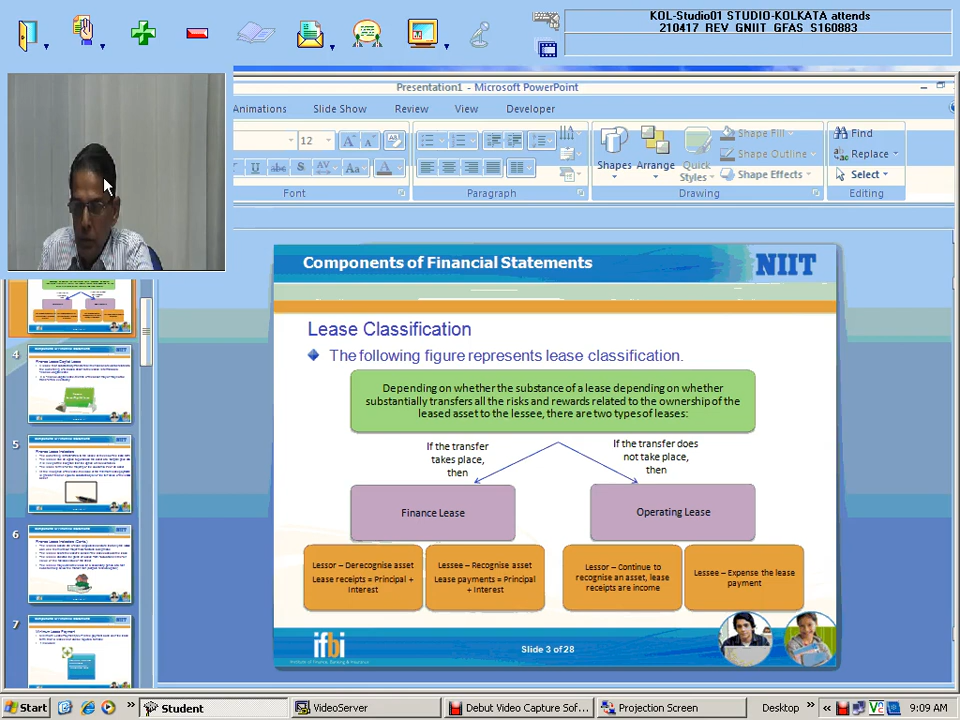 KOL-Studio01 STUDIO-KOLKATA attends
210417_REV_GNIIT_GFAS_S160883
Presentation1 - Microsoft PowerPoint
Animations Slide Show Review View Developer
12
Shapes Arrange Quick Styles
Shape Fill
Shape Outline
Shape Effects
Find
Replace
Select
Font Paragraph Drawing Editing
Components of Financial Statements
NIIT
Lease Classification
The following figure represents lease classification.
Depending on whether the substance of a lease depending on whether
substantially transfers all the risks and rewards related to the ownership of the
leased asset to the lessee, there are two types of leases:
If the transfer
takes place,
then
If the transfer does
not take place,
then
Finance Lease
Operating Lease
Lessor – Derecognise asset
Lease receipts = Principal +
Interest
Lessee – Recognise asset
Lease payments = Principal
+ Interest
Lessor – Continue to
recognise an asset, lease
receipts are income
Lessee – Expense the lease
payment
ifbi
Institute of Finance, Banking & Insurance
Slide 3 of 28
4
5
6
7
Start
Student
VideoServer
Debut Video Capture Sof...
Projection Screen
Desktop
9:09 AM